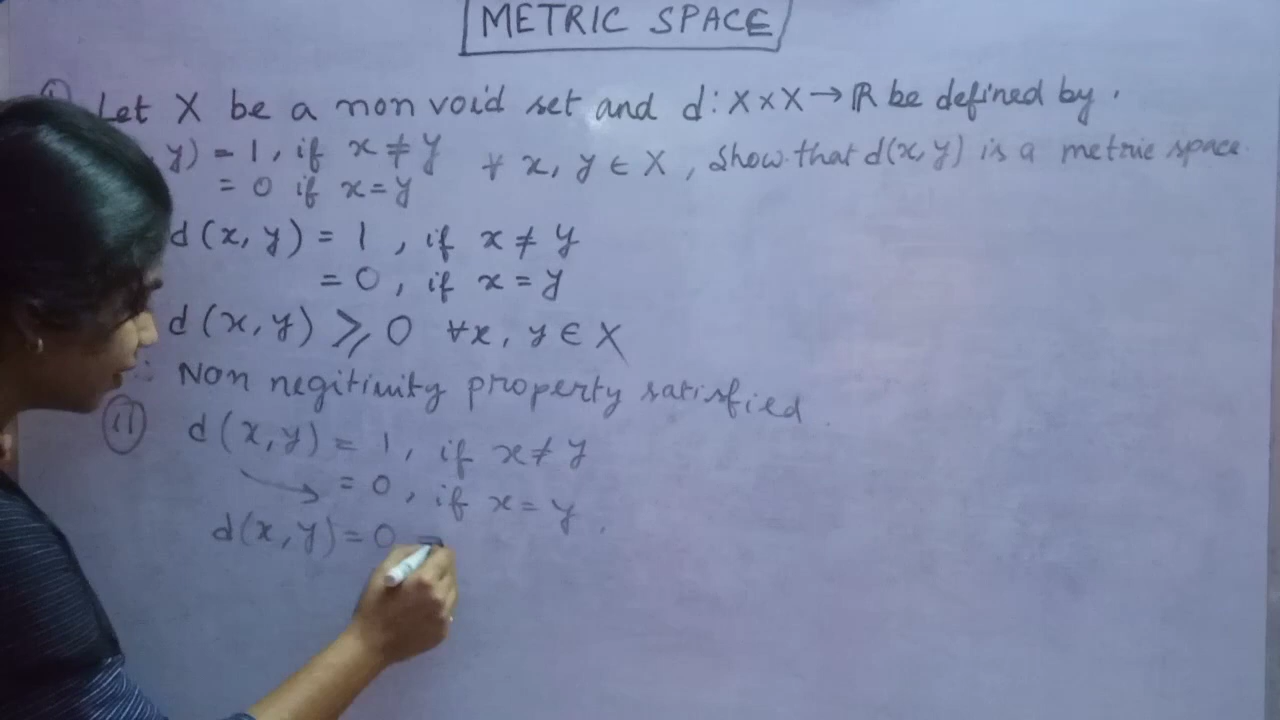 METRIC SPACE
Let X be a non void set and d: X×X→ℝ be defined by.
y) = 1, if x ≠ y ∀ x, y ∈ X, Show that d(x, y) is a metric space.
= 0 if x = y
d(x, y) = 1, if x ≠ y
= 0, if x = y
d(x, y) ≥ 0 ∀x, y ∈ X
∴ Non negitivity property satisfied
(ii) d(x, y) = 1, if x ≠ y
= 0, if x = y.
d(x, y) = 0 =